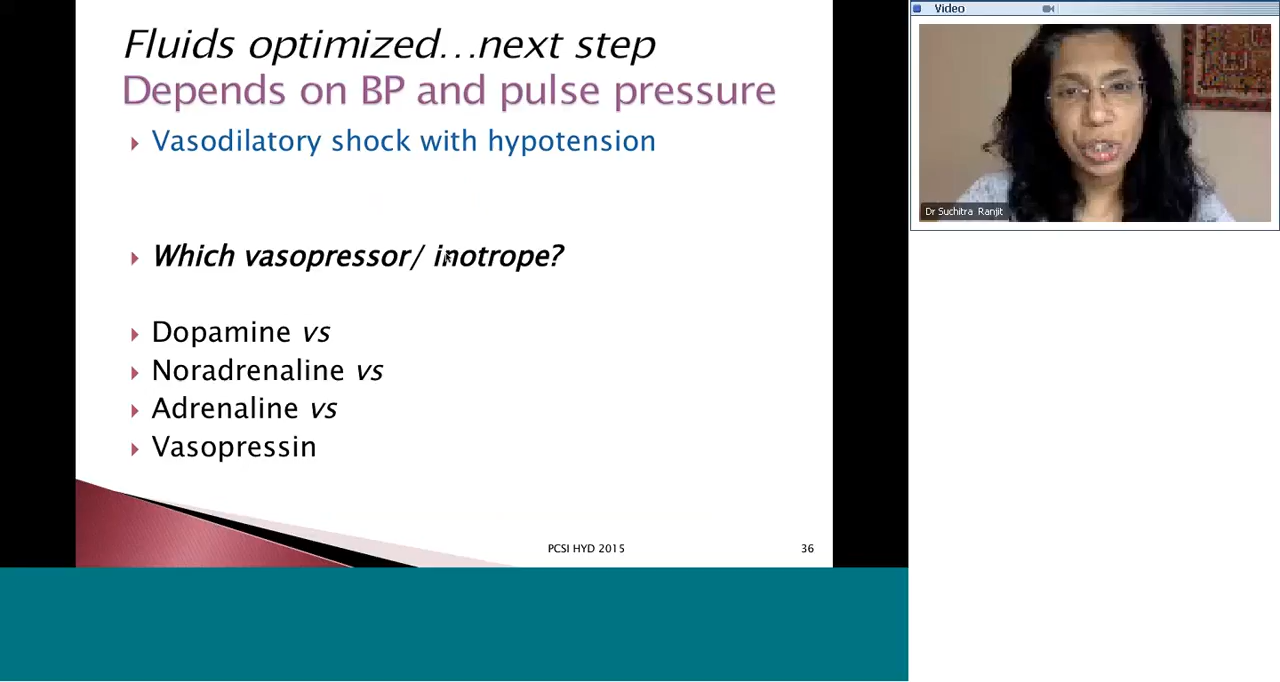 Fluids optimized...next step
Depends on BP and pulse pressure
Vasodilatory shock with hypotension
Which vasopressor/ inotrope?
Dopamine vs
Noradrenaline vs
Adrenaline vs
Vasopressin
PCSI HYD 2015
36
Video
Dr Suchitra Ranjit